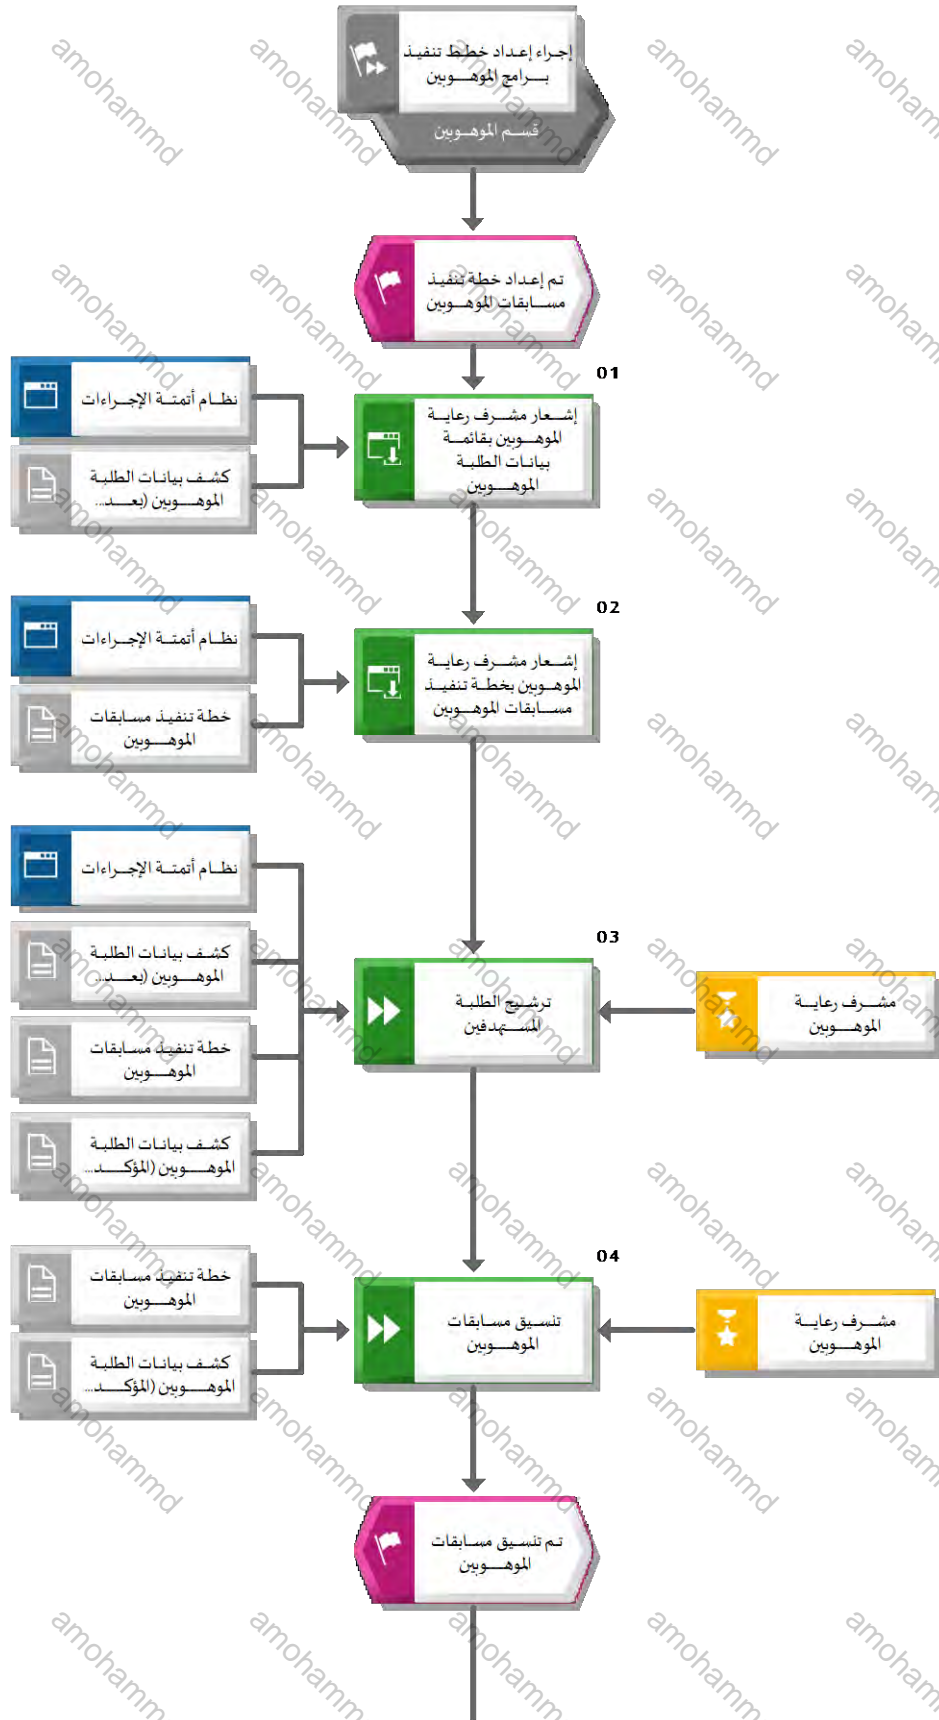 إجراء إعداد خطط تنفيذ
برامج الموهوبين
قسم الموهوبين
تم إعداد خطة تنفيذ
مسابقات الموهوبين
01
إشعار مشرف رعاية
الموهوبين بقائمة
بيانات الطلبة
الموهوبين
نظام أتمتة الإجراءات
كشف بيانات الطلبة
الموهوبين (بعد...
02
إشعار مشرف رعاية
الموهوبين بخطة تنفيذ
مسابقات الموهوبين
نظام أتمتة الإجراءات
خطة تنفيذ مسابقات
الموهوبين
03
مشرف رعاية
الموهوبين
ترشيح الطلبة
المستهدفين
نظام أتمتة الإجراءات
كشف بيانات الطلبة
الموهوبين (بعد...
خطة تنفيذ مسابقات
الموهوبين
كشف بيانات الطلبة
الموهوبين (المؤكد...
04
مشرف رعاية
الموهوبين
تنسيق مسابقات
الموهوبين
خطة تنفيذ مسابقات
الموهوبين
كشف بيانات الطلبة
الموهوبين (المؤكد...
تم تنسيق مسابقات
الموهوبين
amohammd